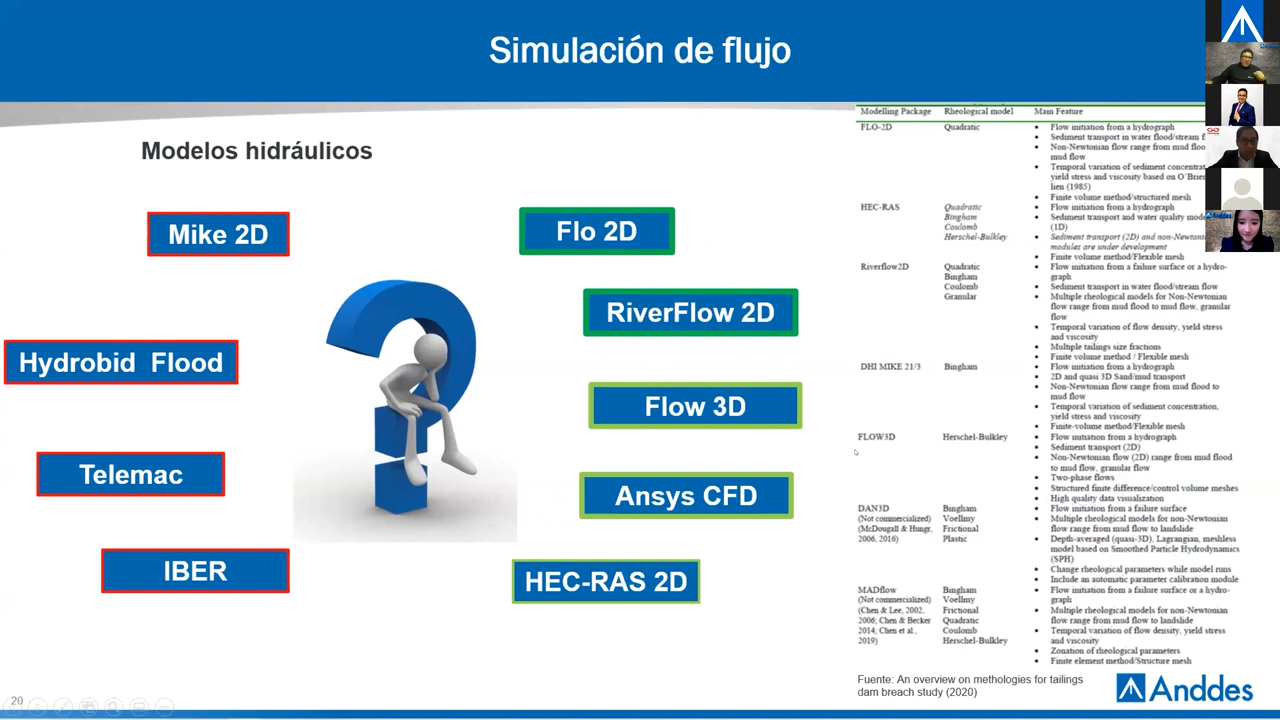 Simulación de flujo
Modelos hidráulicos
Mike 2D
Hydrobid Flood
Telemac
IBER
Flo 2D
RiverFlow 2D
Flow 3D
Ansys CFD
HEC-RAS 2D
Modelling Package Rheological model Main Feature
FLO-2D Quadratic • Flow initiation from a hydrograph
• Sediment transport in water flood/stream
• Non-Newtonian flow range from mud
mud flow
• Temporal variation of sediment
yield stress and viscosity based on
lien (1985)
• Finite volume method/structured mesh
HEC-RAS Quadratic • Flow initiation from a hydrograph
Bingham • Sediment transport and water quality
Coulomb (1D)
Herschel-Bulkley • Sediment transport (2D) and
modules are under development
• Finite volume method/Flexible mesh
Riverflow2D Quadratic • Flow initiation from a failure surface or a hydro-
Bingham graph
Coulomb • Sediment transport in water flow/stream flow
Granular • Multiple rheological models for Non-Newtonian
flow range from mud flood to mud flow, granular
flow
• Temporal variation of flow density, yield stress
and viscosity
• Multiple tailings size fractions
• Finite volume method / Flexible mesh
DHI MIKE 21/3 Bingham • Flow initiation from a hydrograph
• 2D and quasi 3D Sand/mud transport
• Non-Newtonian flow range from mud flood to
mud flow
• Temporal variation of sediment concentration,
yield stress and viscosity
• Finite-volume method/Flexible mesh
FLOW3D Herschel-Bulkley • Flow initiation from a hydrograph
• Sediment transport (2D)
• Non-Newtonian flow (2D) range from mud flood
to mud flow, granular flow
• Two-phase flows
• Structured finite difference/control volume meshes
• High quality data visualization
DAN3D Bingham • Flow initiation from a failure surface
(Not commercialized) Voellmy • Multiple rheological models for non-Newtonian
(McDougall & Hungr, Frictional flow range from mud flow to landslide
2006, 2016) Plastic • Depth-averaged (quasi-3D), Lagrangian, meshless
model based on Smoothed Particle Hydrodynamics
(SPH)
• Change rheological parameters while model runs
• Include an automatic parameter calibration module
MADflow Bingham • Flow initiation from a failure surface or a hydro-
(Not commercialized) Voellmy graph
(Chen & Lee, 2002, Frictional • Multiple rheological models for non-Newtonian
2006; Chen & Becker Quadratic flow range from mud flow to landslide
2014; Chen et al., Coulomb • Temporal variation of flow density, yield stress
2019) Herschel-Bulkley and viscosity
• Zonation of rheological parameters
• Finite element method/Structure mesh
Fuente: An overview on methologies for tailings
dam breach study (2020)
Anddes
20
Anddes